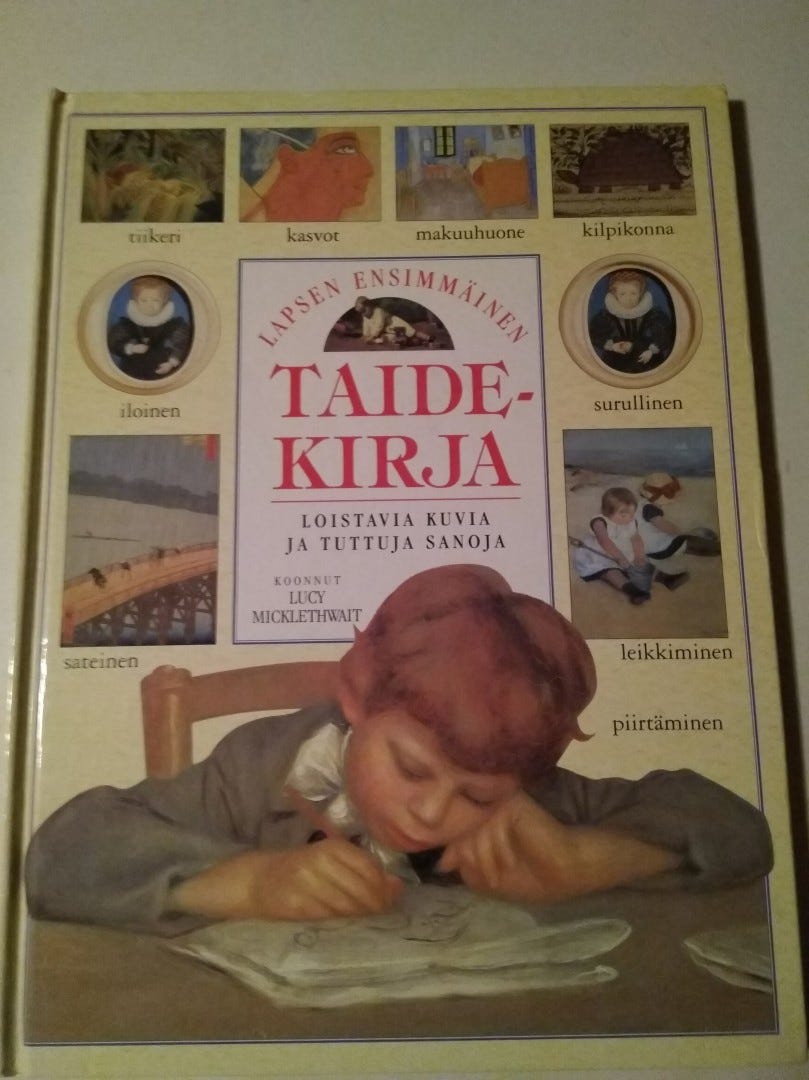 tiikeri
kasvot
makuuhuone
kilpikonna
LAPSEN ENSIMMÄINEN
TAIDE-
KIRJA
LOISTAVIA KUVIA
JA TUTTUJA SANOJA
KOONNUT
LUCY
MICKLETHWAIT
iloinen
surullinen
sateinen
leikkiminen
piirtäminen